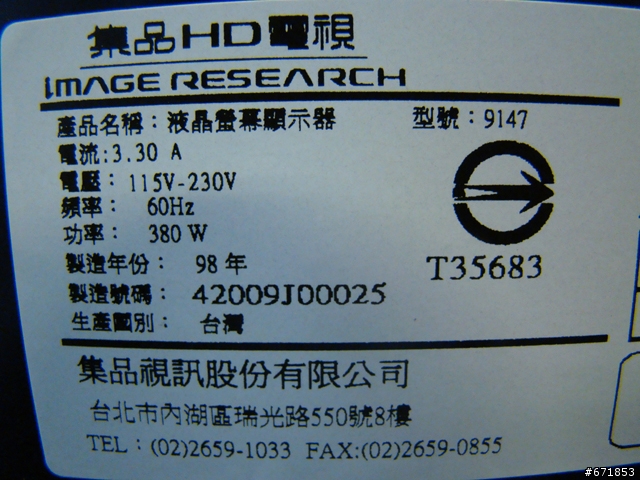 集品HD電視
iMAGE RESEARCH
產品名稱：液晶螢幕顯示器
型號：9147
電流:3.30 A
電壓：115V-230V
頻率： 60Hz
功率： 380 W
製造年份： 98 年
製造號碼： 42009J00025
生產國別： 台灣
T35683
集品視訊股份有限公司
台北市內湖區瑞光路550號8樓
TEL：(02)2659-1033 FAX:(02)2659-0855
#671853